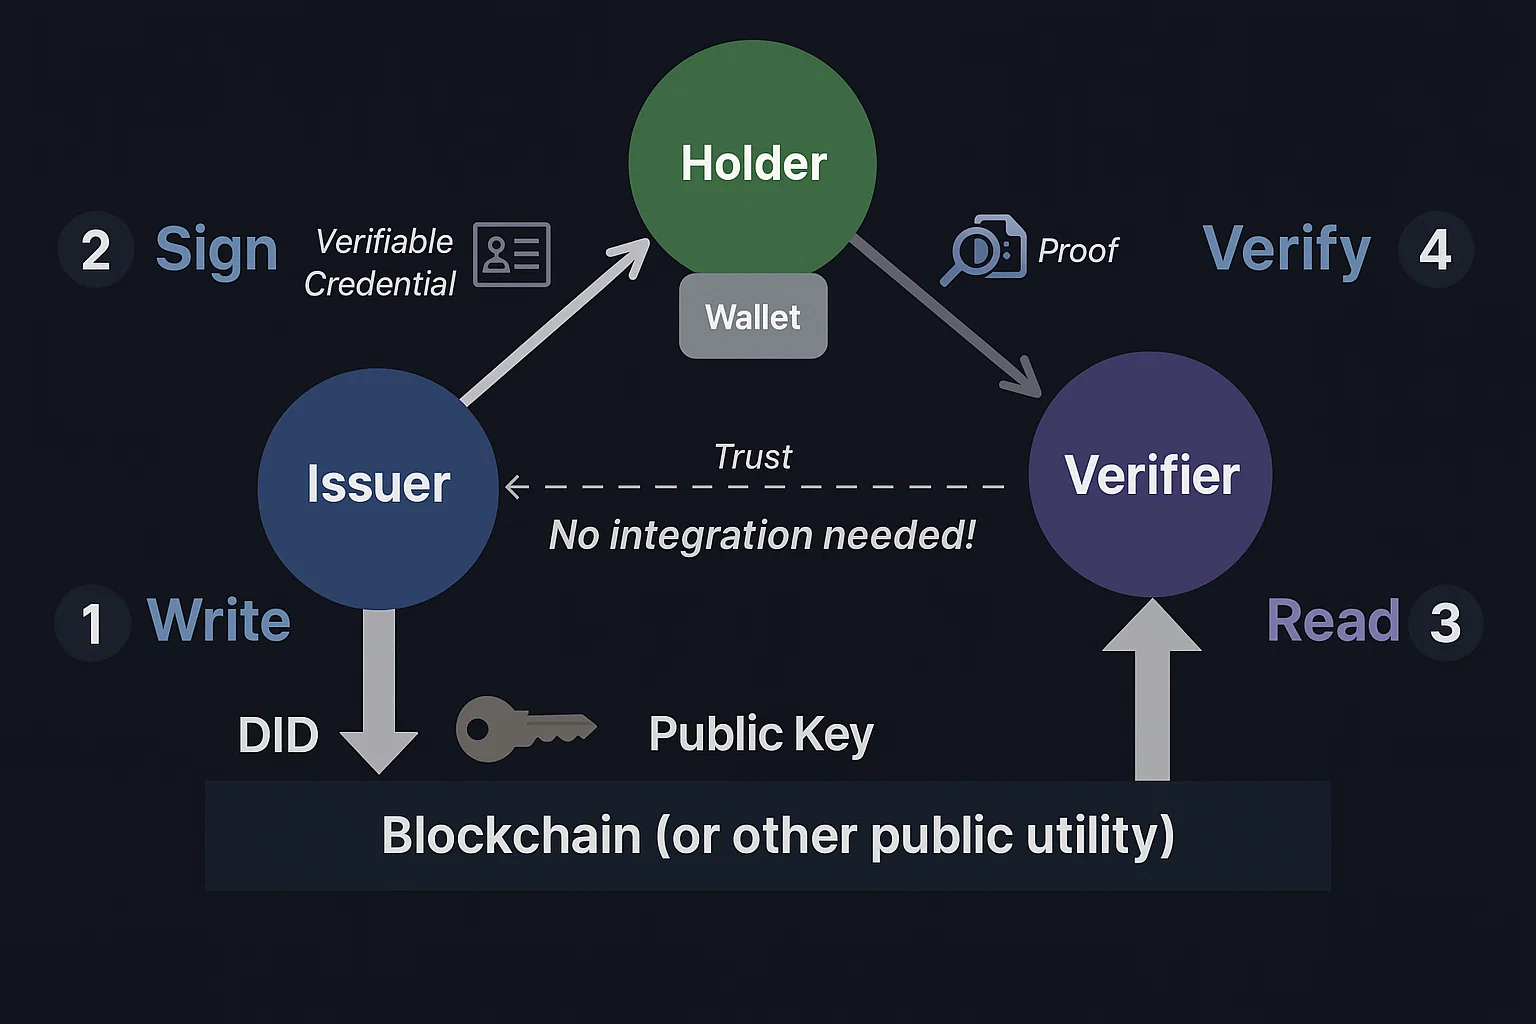 Holder
Wallet
2 Sign
Verifiable
Credential
Proof
Verify 4
Issuer
Trust
No integration needed!
Verifier
1 Write
Read 3
DID
Public Key
Blockchain (or other public utility)